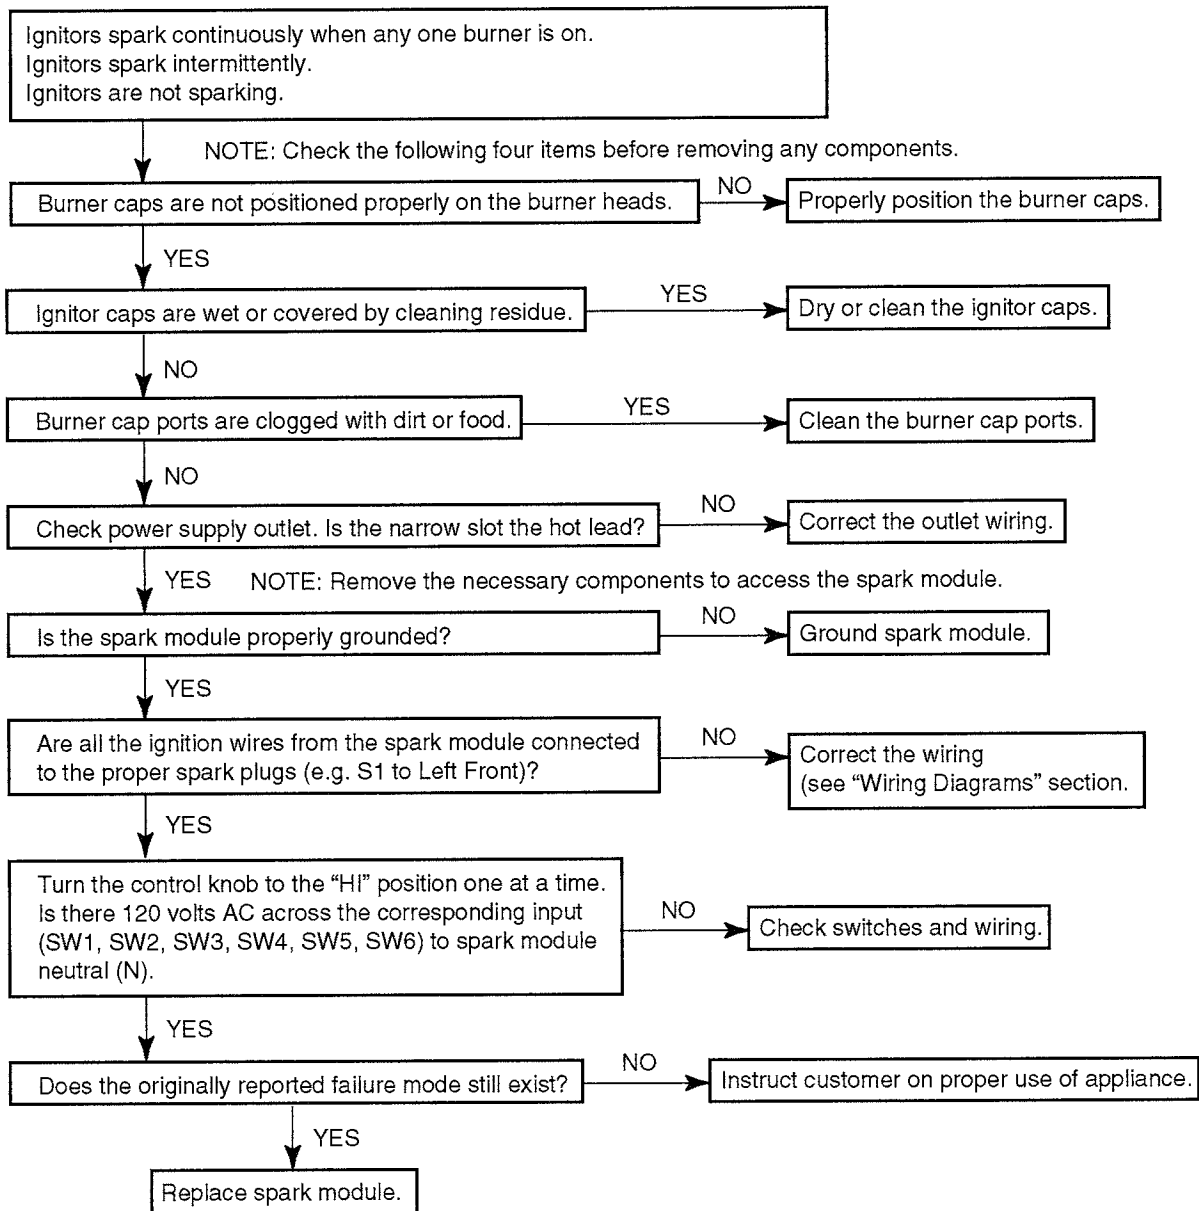 Ignitors spark continuously when any one burner is on.
Ignitors spark intermittently.
Ignitors are not sparking.
NOTE: Check the following four items before removing any components.
Burner caps are not positioned properly on the burner heads.
NO
Properly position the burner caps.
YES
Ignitor caps are wet or covered by cleaning residue.
YES
Dry or clean the ignitor caps.
NO
Burner cap ports are clogged with dirt or food.
YES
Clean the burner cap ports.
NO
Check power supply outlet. Is the narrow slot the hot lead?
NO
Correct the outlet wiring.
YES
NOTE: Remove the necessary components to access the spark module.
Is the spark module properly grounded?
NO
Ground spark module.
YES
Are all the ignition wires from the spark module connected
to the proper spark plugs (e.g. S1 to Left Front)?
NO
Correct the wiring
(see “Wiring Diagrams” section.
YES
Turn the control knob to the “HI” position one at a time.
Is there 120 volts AC across the corresponding input
(SW1, SW2, SW3, SW4, SW5, SW6) to spark module
neutral (N).
NO
Check switches and wiring.
YES
Does the originally reported failure mode still exist?
NO
Instruct customer on proper use of appliance.
YES
Replace spark module.